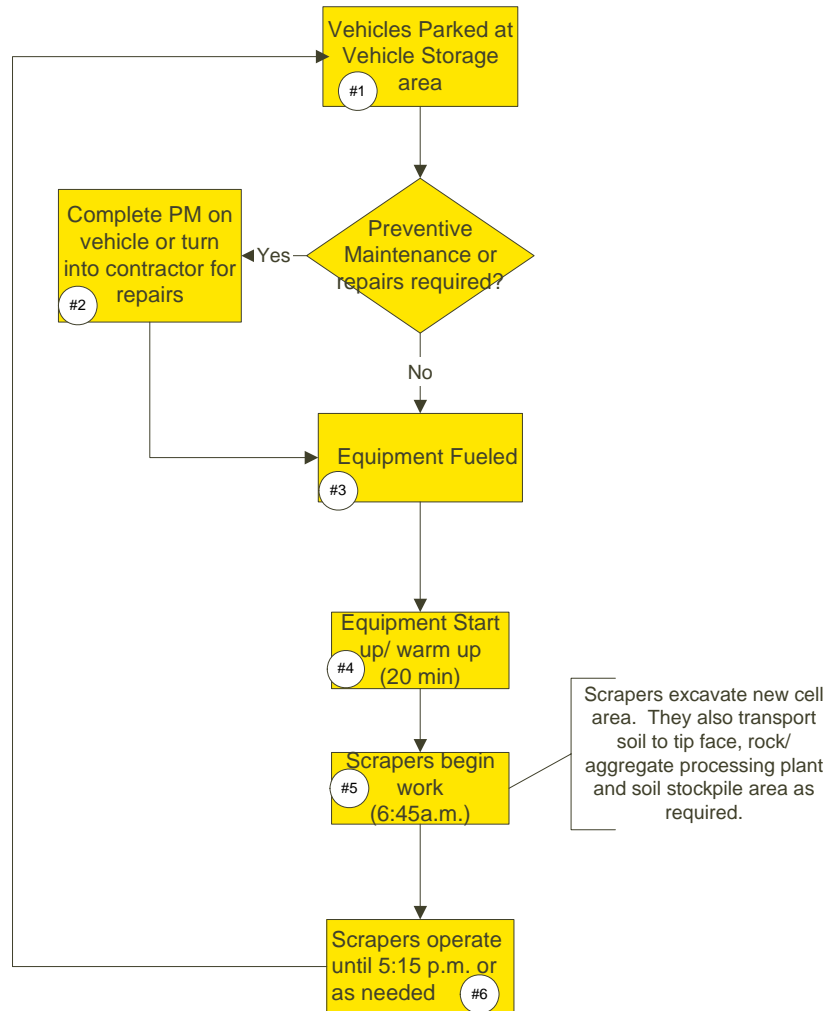 Vehicles Parked at
Vehicle Storage
area
#1
Preventive
Maintenance or
repairs required?
Yes
Complete PM on
vehicle or turn
into contractor for
repairs
#2
No
Equipment Fueled
#3
Equipment Start
up/ warm up
(20 min)
#4
Scrapers begin
work
(6:45a.m.)
#5
Scrapers excavate new cell
area. They also transport
soil to tip face, rock/
aggregate processing plant
and soil stockpile area as
required.
Scrapers operate
until 5:15 p.m. or
as needed
#6